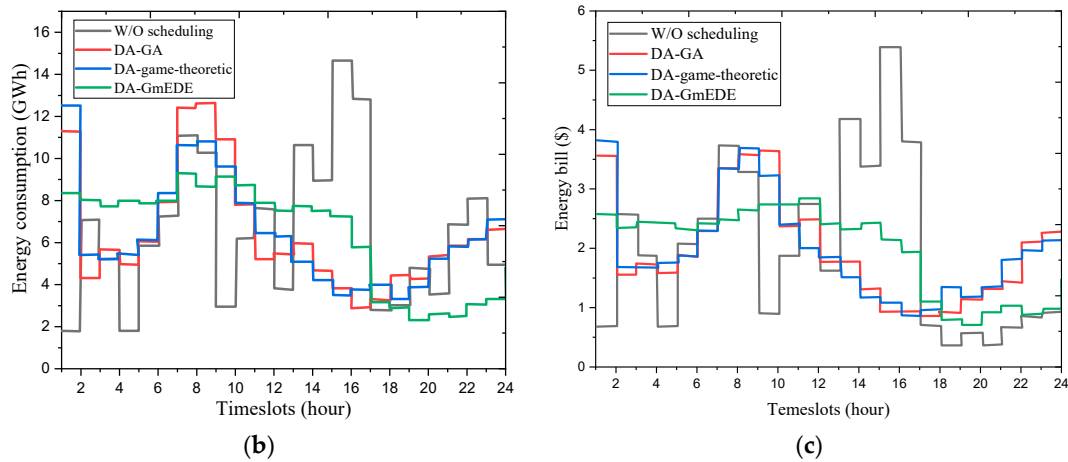 W/O scheduling
DA-GA
DA-game-theoretic
DA-GmEDE
Energy consumption (GWh)
18
16
14
12
10
8
6
4
2
0
2 4 6 8 10 12 14 16 18 20 22 24
Timeslots (hour)
(b)
W/O scheduling
DA-GA
DA-game-theoretic
DA-GmEDE
Energy bill ($)
6
5
4
3
2
1
0
2 4 6 8 10 12 14 16 18 20 22 24
Temeslots (hour)
(c)